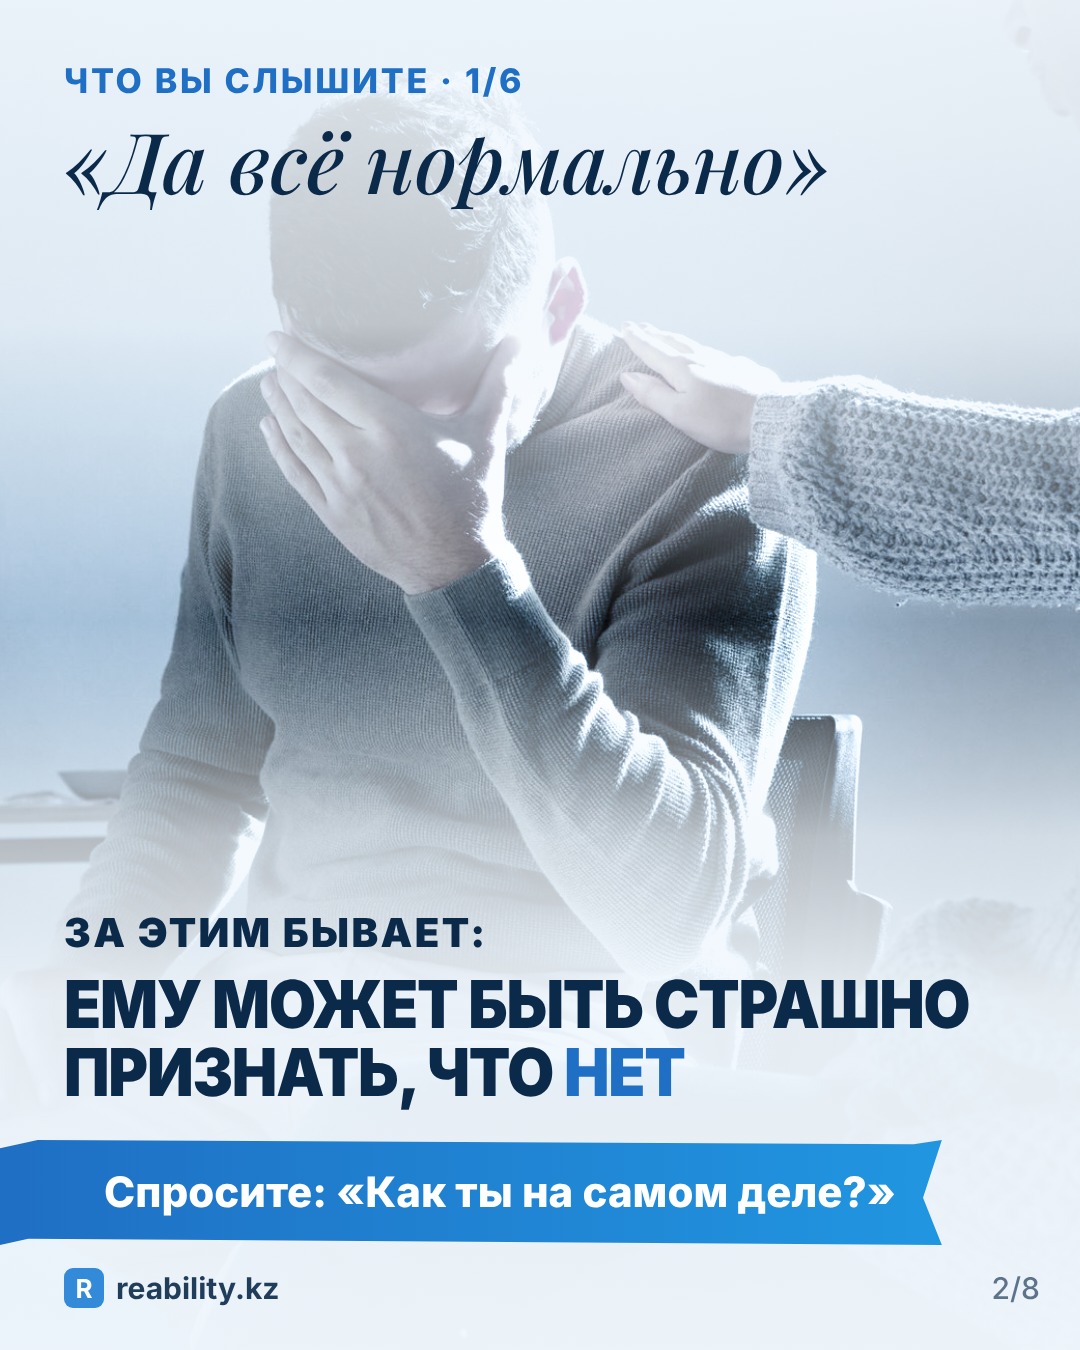 ЧТО ВЫ СЛЫШИТЕ · 1/6
«Да всё нормально»
ЗА ЭТИМ БЫВАЕТ:
ЕМУ МОЖЕТ БЫТЬ СТРАШНО
ПРИЗНАТЬ, ЧТО НЕТ
Спросите: «Как ты на самом деле?»
R reability.kz
2/8